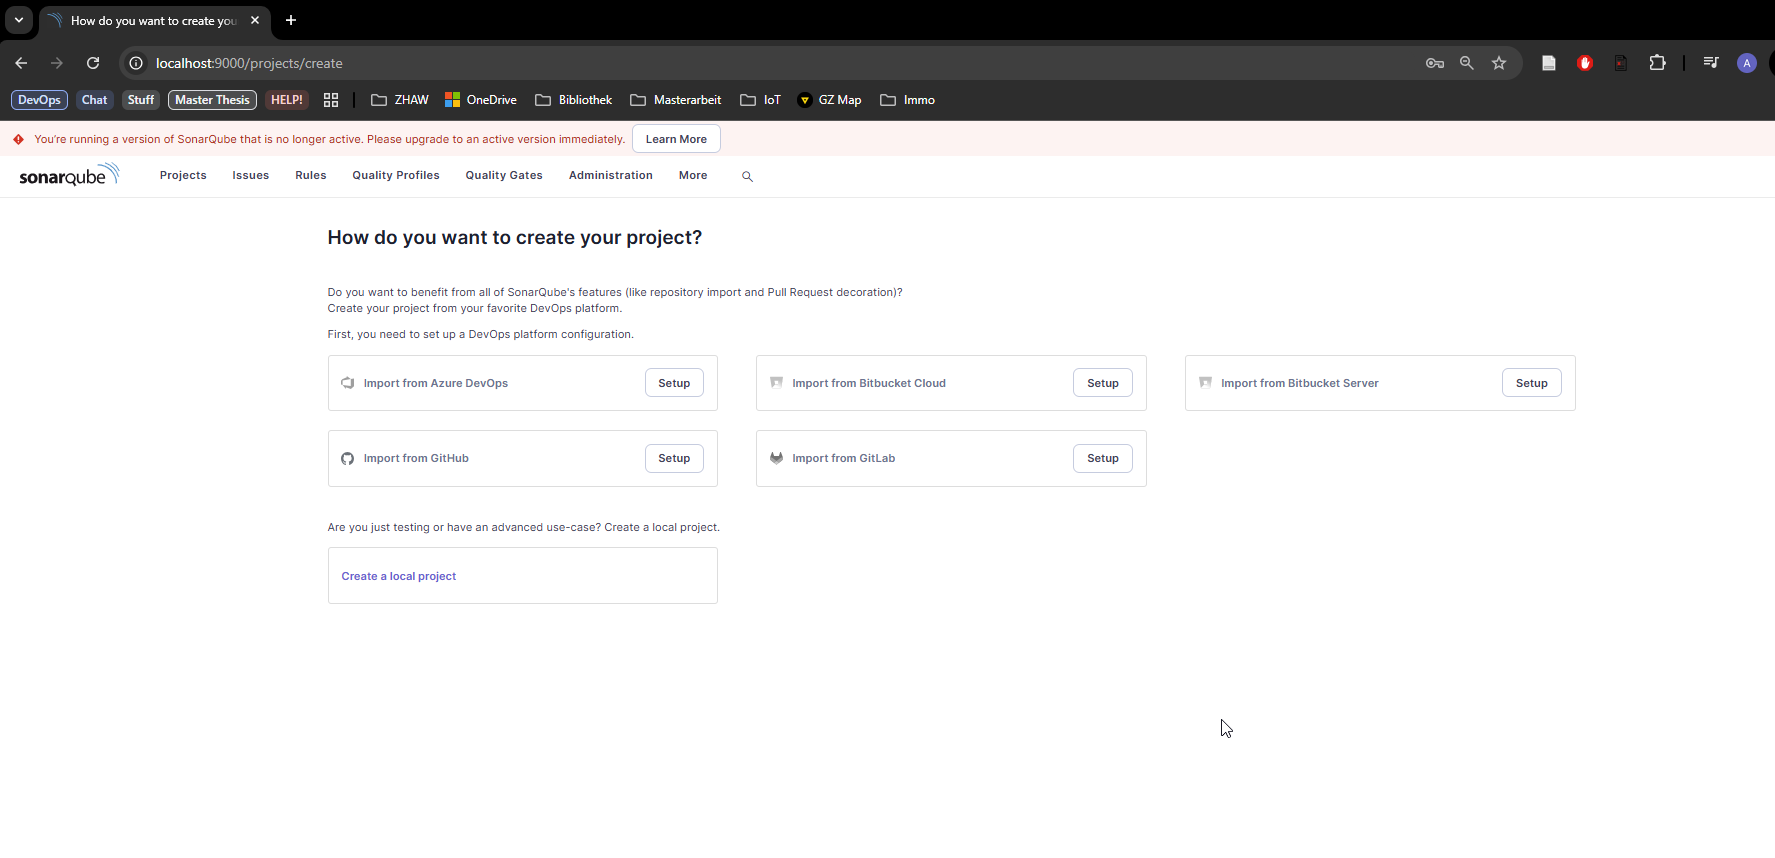 How do you want to create you
localhost:9000/projects/create
A
DevOps Chat Stuff Master Thesis HELP! ZHAW OneDrive Bibliothek Masterarbeit IoT GZ Map Immo
You're running a version of SonarQube that is no longer active. Please upgrade to an active version immediately. Learn More
sonarqube Projects Issues Rules Quality Profiles Quality Gates Administration More
How do you want to create your project?
Do you want to benefit from all of SonarQube's features (like repository import and Pull Request decoration)?
Create your project from your favorite DevOps platform.
First, you need to set up a DevOps platform configuration.
Import from Azure DevOps Setup Import from Bitbucket Cloud Setup Import from Bitbucket Server Setup
Import from GitHub Setup Import from GitLab Setup
Are you just testing or have an advanced use-case? Create a local project.
Create a local project